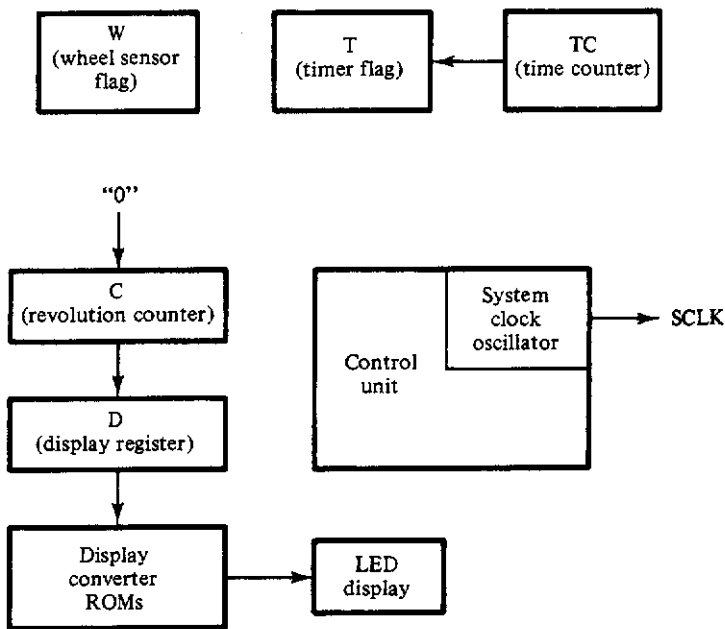 W
(wheel sensor
flag)
T
(timer flag)
TC
(time counter)
“0”
C
(revolution counter)
System
clock
oscillator
SCLK
Control
unit
D
(display register)
Display
converter
ROMs
LED
display